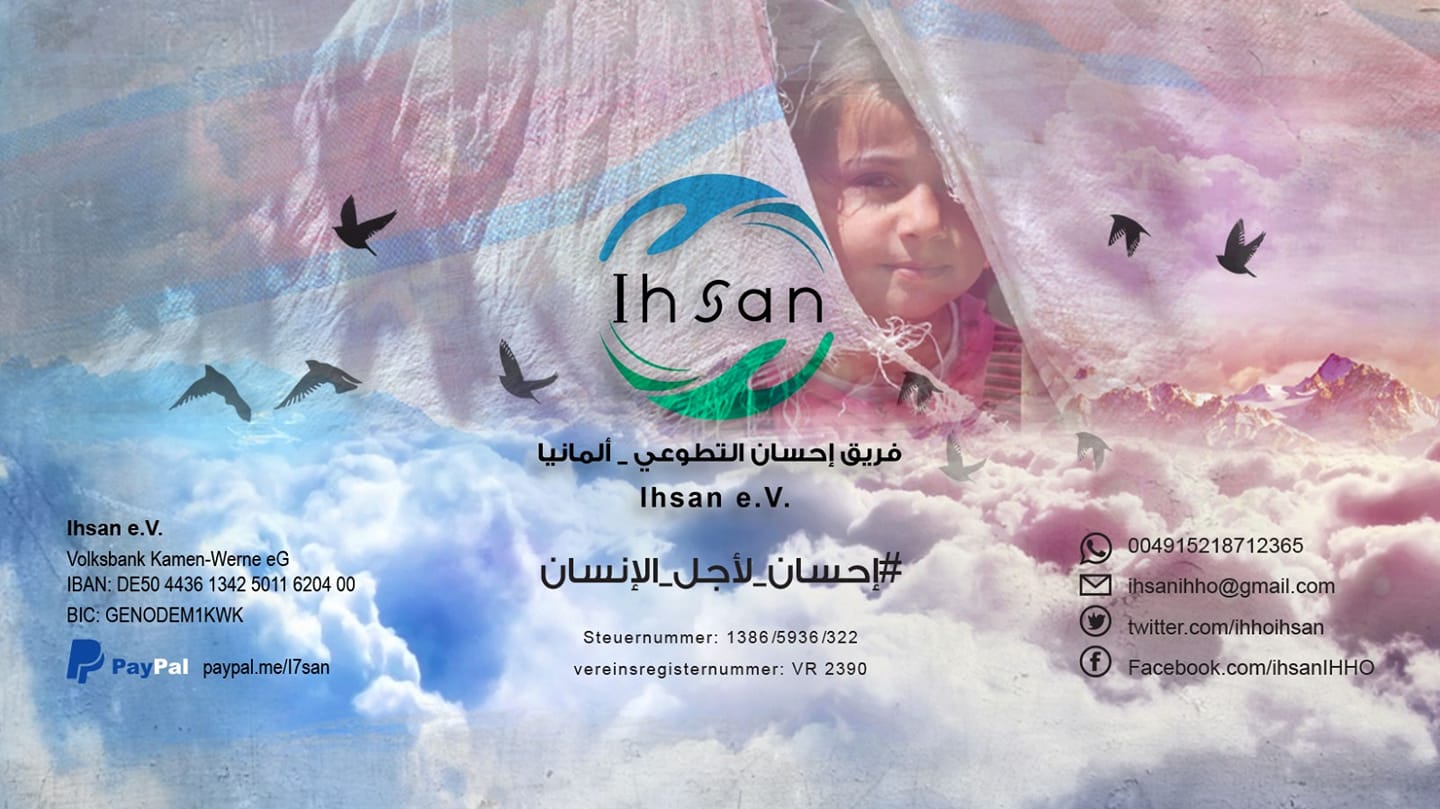 Ihsan
فريق إحسان التطوعي _ ألمانيا
Ihsan e.V.
#إحسان_لأجل_الإنسان
Steuernummer: 1386/5936/322
vereinsregisternummer: VR 2390
Ihsan e.V.
Volksbank Kamen-Werne eG
IBAN: DE50 4436 1342 5011 6204 00
BIC: GENODEM1KWK
PayPal paypal.me/I7san
004915218712365
ihsanihho@gmail.com
twitter.com/ihhoihsan
Facebook.com/ihsanIHHO